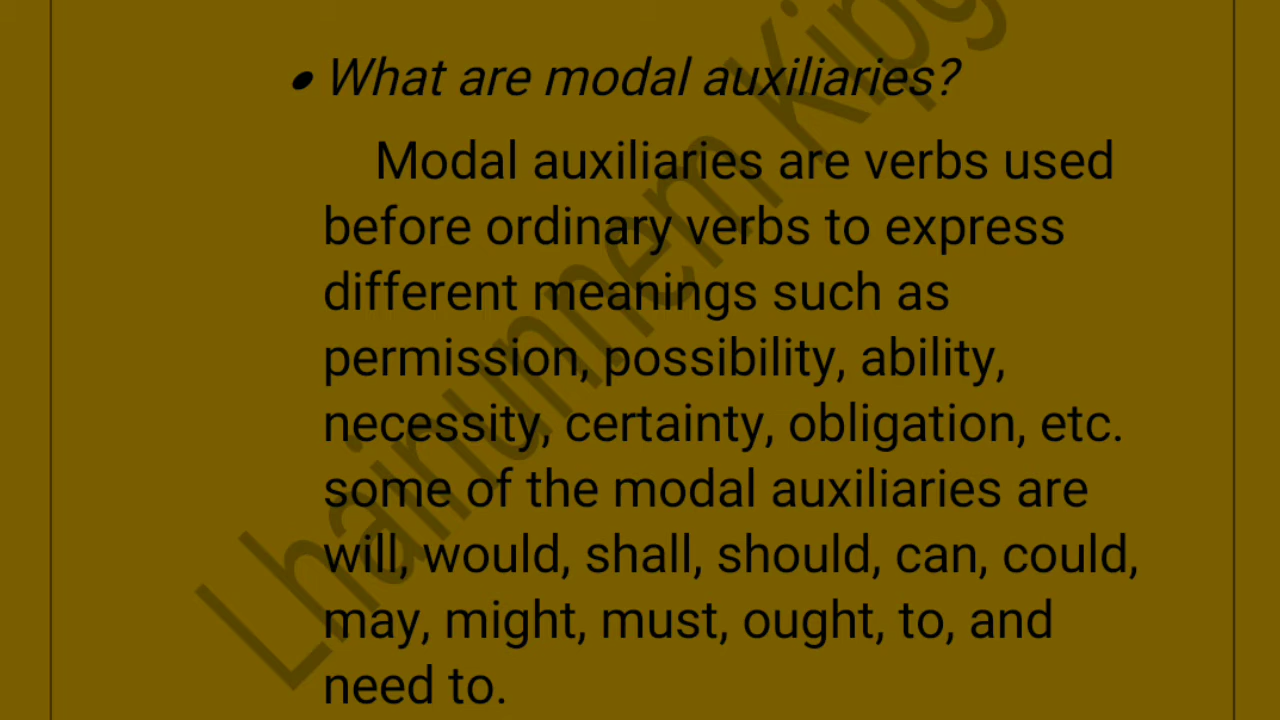 • What are modal auxiliaries?
Modal auxiliaries are verbs used
before ordinary verbs to express
different meanings such as
permission, possibility, ability,
necessity, certainty, obligation, etc.
some of the modal auxiliaries are
will, would, shall, should, can, could,
may, might, must, ought, to, and
need to.